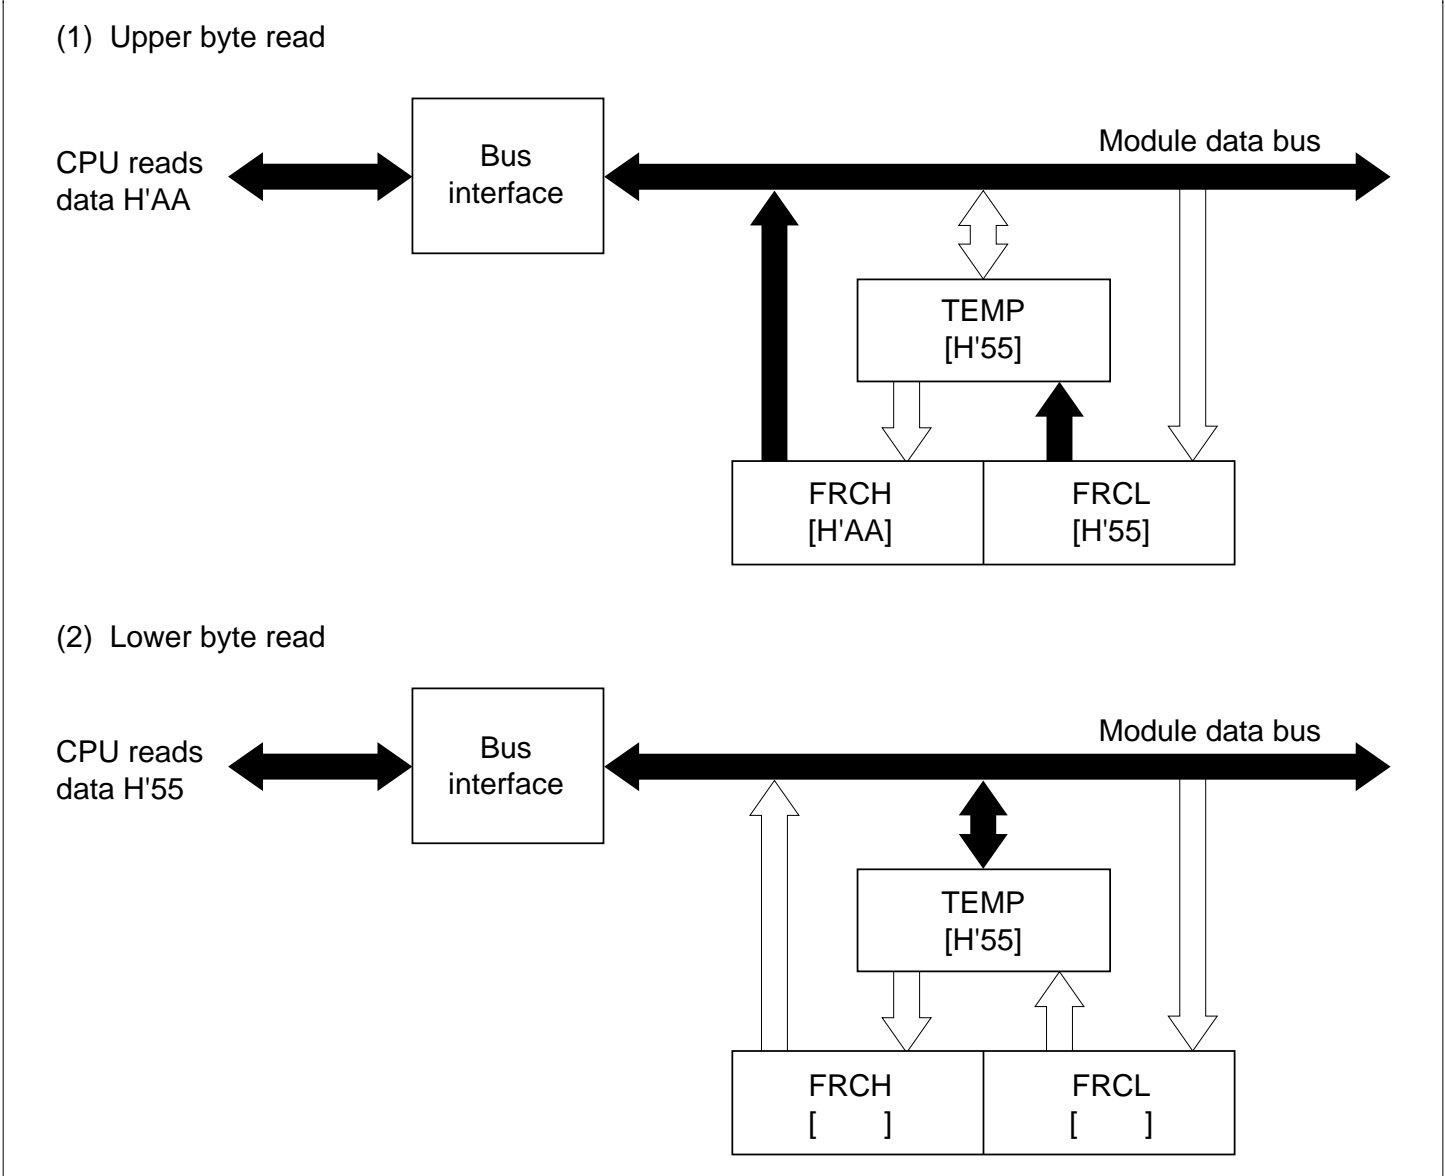 (1) Upper byte read
CPU reads
data H'AA
Bus
interface
Module data bus
TEMP
[H'55]
FRCH
[H'AA]
FRCL
[H'55]
(2) Lower byte read
CPU reads
data H'55
Bus
interface
Module data bus
TEMP
[H'55]
FRCH
[ ]
FRCL
[ ]